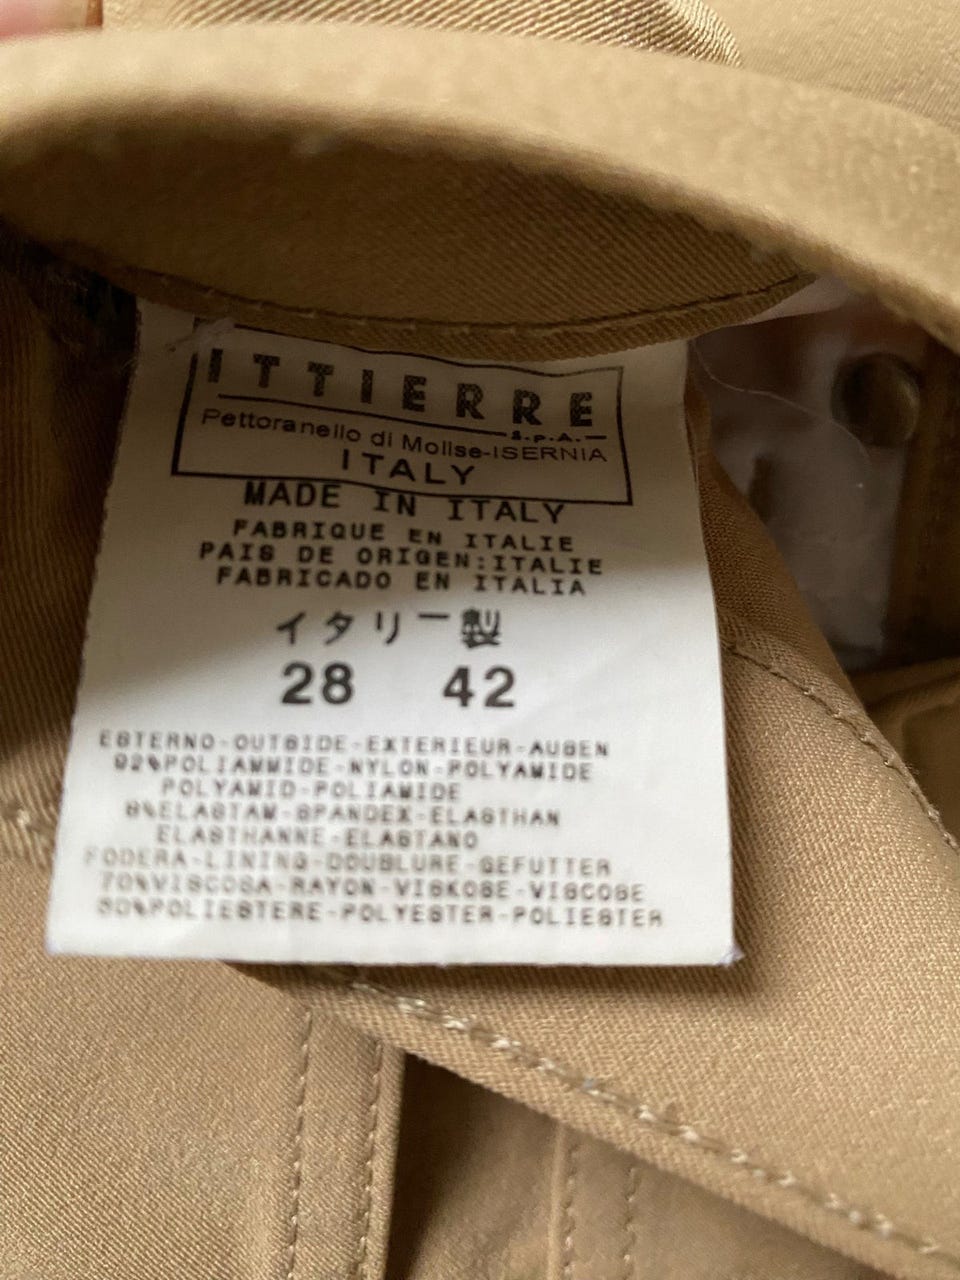 ITTIERRE
S.p.A.
Pettoranello di Molise-ISERNIA
ITALY
MADE IN ITALY
FABRIQUE EN ITALIE
PAIS DE ORIGEN:ITALIE
FABRICADO EN ITALIA
イタリー製
28 42
ESTERNO-OUTSIDE-EXTERIEUR-AUSEN
92%POLIAMMIDE-NYLON-POLYAMIDE
POLYAMID-POLIAMIDE
8%ELASTAM-SPANDEX-ELASTHAN
ELASTHANNE-ELASTANO
FODERA-LINING-DOUBLURE-GEFUTTER
70%VISCOSA-RAYON-VISKOSE-VISCOSE
30%POLIESTERE-POLYESTER-POLIESTER